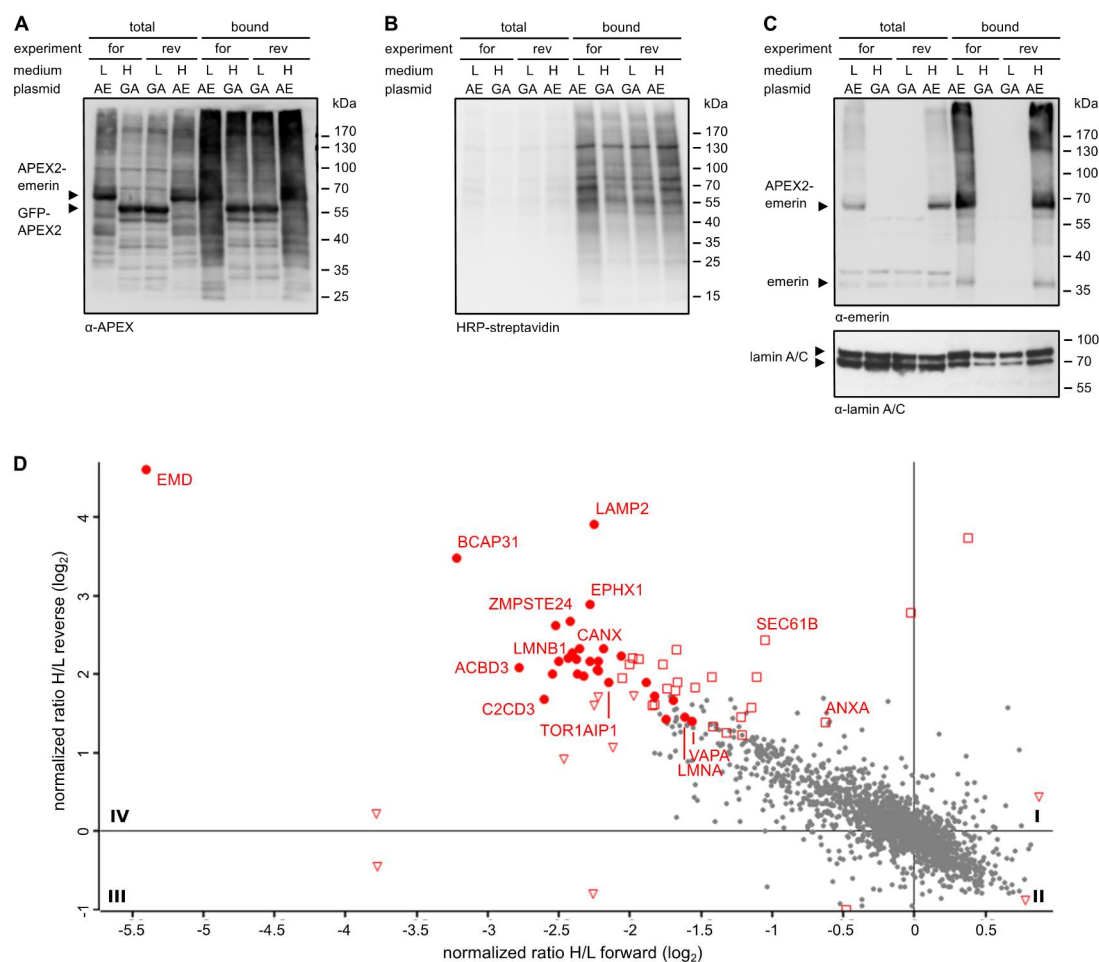 A
total bound
experiment for rev for rev
medium L H L H L H L H
plasmid AE GA GA AE AE GA GA AE
kDa
170
130
100
70
55
40
35
25
APEX2-
emerin
GFP-
APEX2
α-APEX
B
total bound
experiment for rev for rev
medium L H L H L H L H
plasmid AE GA GA AE AE GA GA AE
kDa
170
130
100
70
55
40
35
25
15
HRP-streptavidin
C
total bound
experiment for rev for rev
medium L H L H L H L H
plasmid AE GA GA AE AE GA GA AE
kDa
170
130
100
70
55
40
35
APEX2-
emerin
emerin
α-emerin
lamin A/C
100
70
55
α-lamin A/C
D
normalized ratio H/L reverse (log2)
4
3
2
1
0
-1
EMD
LAMP2
BCAP31
EPHX1
ZMPSTE24
SEC61B
LMNB1 CANX
ACBD3
C2CD3
ANXA
TOR1AIP1
VAPA
LMNA
IV I
III II
-5.5 -5 -4.5 -4 -3.5 -3 -2.5 -2 -1.5 -1 -0.5 0 0.5
normalized ratio H/L forward (log2)